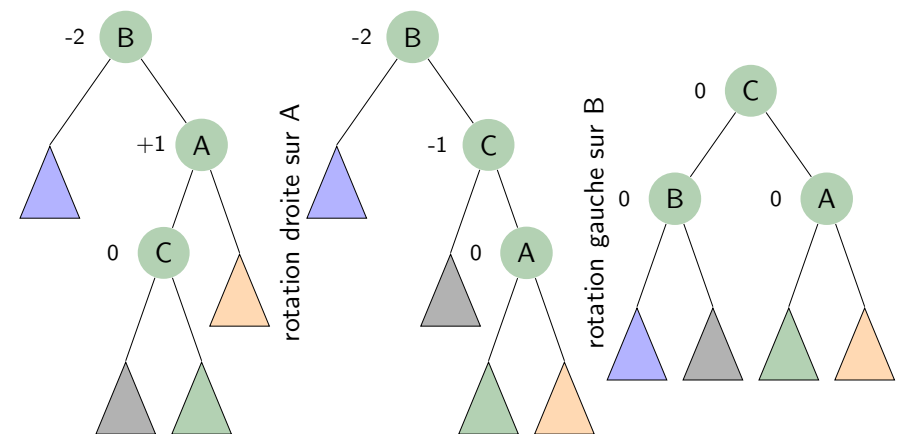 -2 B
+1 A
0 C
rotation droite sur A
-2 B
-1 C
0 A
rotation gauche sur B
0 C
0 B
0 A